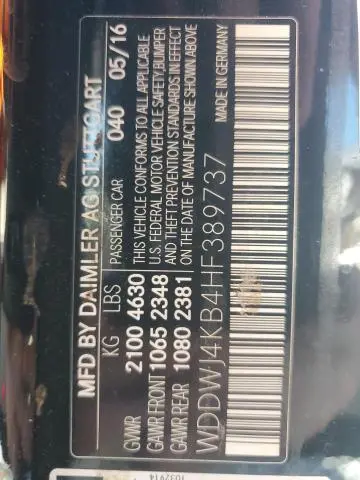 MFD BY DAIMLER AG STUTTGART
KG LBS PASSENGER CAR 040 05/16
GVWR 2100 4630 THIS VEHICLE CONFORMS TO ALL APPLICABLE
GAWR FRONT 1065 2348 U.S. FEDERAL MOTOR VEHICLE SAFETY, BUMPER
GAWR REAR 1080 2381 AND THEFT PREVENTION STANDARDS IN EFFECT
ON THE DATE OF MANUFACTURE SHOWN ABOVE
WDDWJ4KB4HF389737 MADE IN GERMANY
1032914